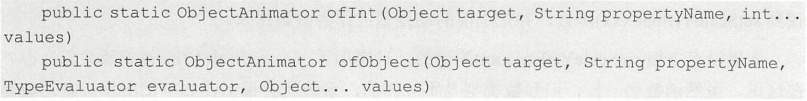 public static ObjectAnimator ofInt(Object target, String propertyName, int...
values)
public static ObjectAnimator ofObject(Object target, String propertyName,
TypeEvaluator evaluator, Object... values)